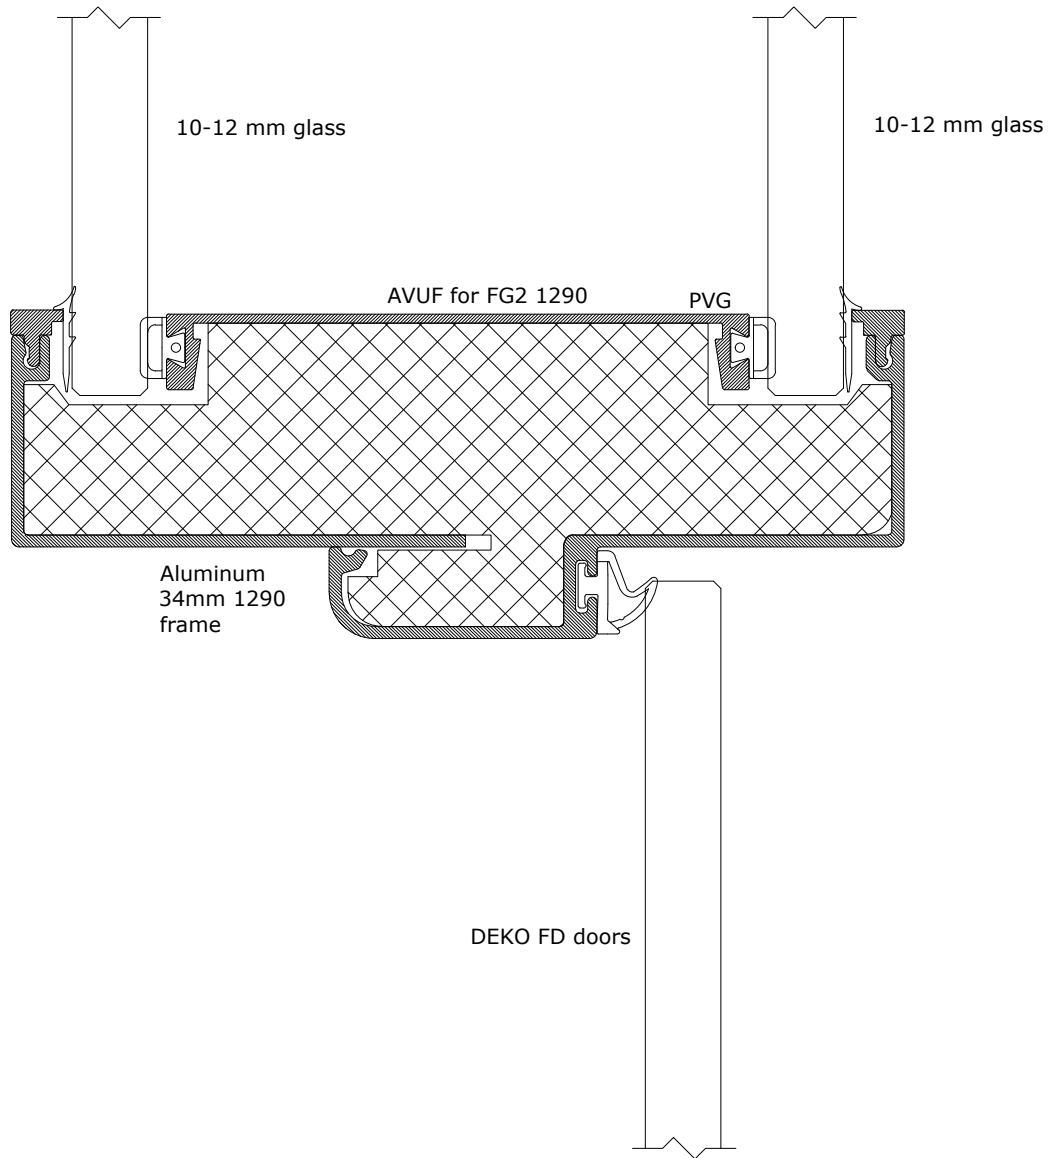 10-12 mm glass
10-12 mm glass
AVUF for FG2 1290
PVG
Aluminum
34mm 1290
frame
DEKO FD doors